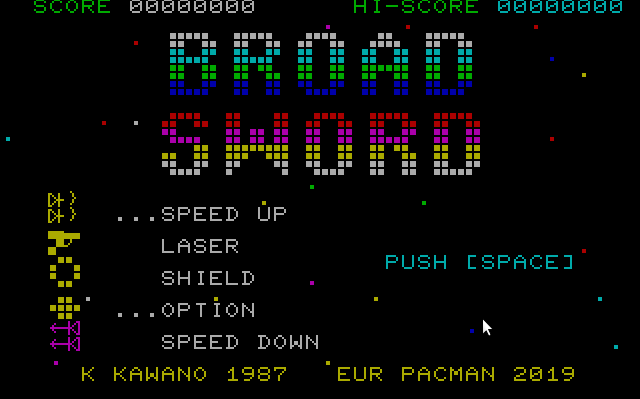 SCORE 00000000 HI-SCORE 00000000
BROAD
SWORD
...SPEED UP
LASER
PUSH [SPACE]
SHIELD
...OPTION
SPEED DOWN
K KAWANO 1987 EUR PACMAN 2019